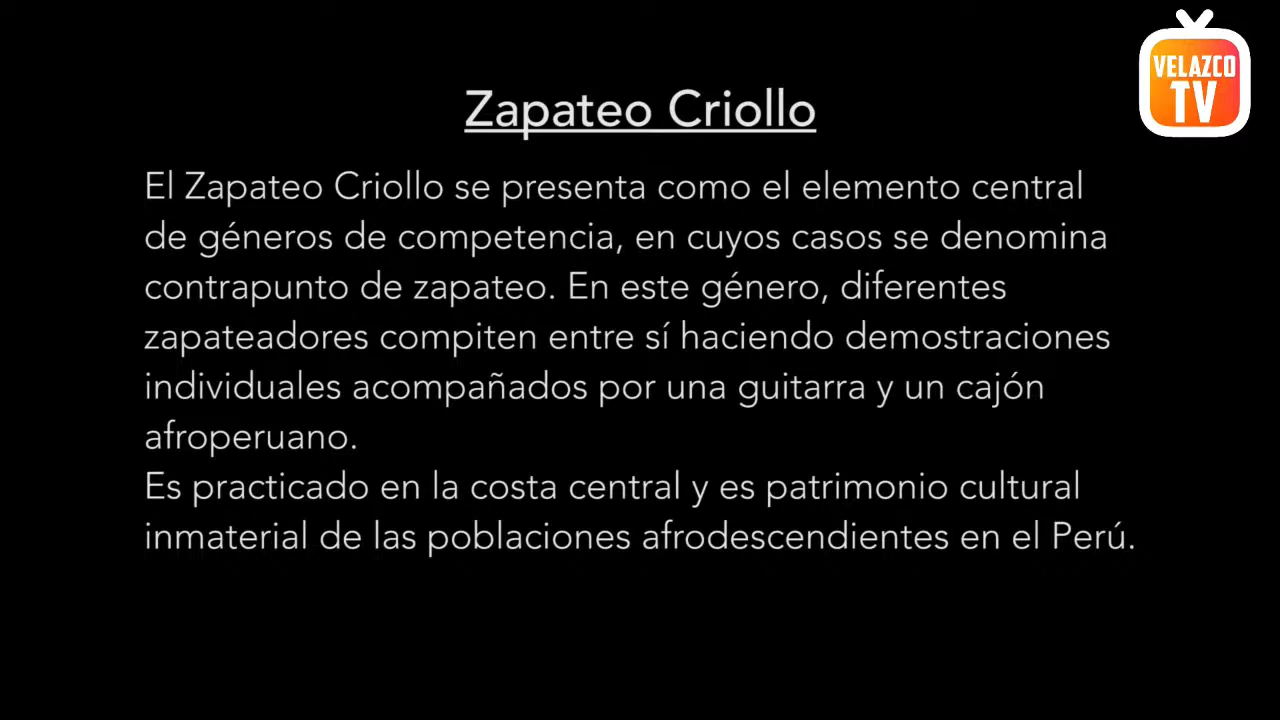 VELAZCO
TV
Zapateo Criollo
El Zapateo Criollo se presenta como el elemento central
de géneros de competencia, en cuyos casos se denomina
contrapunto de zapateo. En este género, diferentes
zapateadores compiten entre sí haciendo demostraciones
individuales acompañados por una guitarra y un cajón
afroperuano.
Es practicado en la costa central y es patrimonio cultural
inmaterial de las poblaciones afrodescendientes en el Perú.